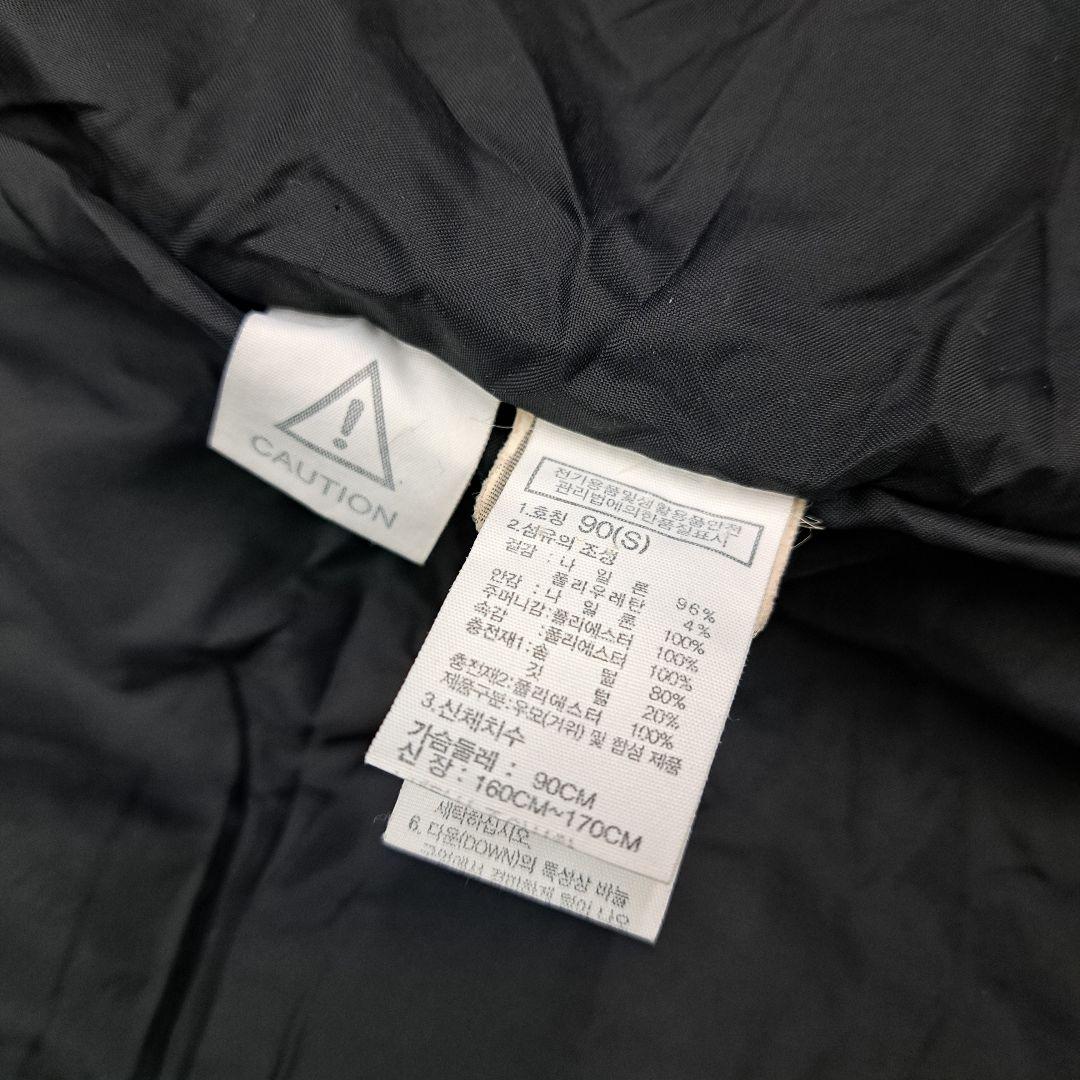 CAUTION
전기용품및생활용품안전
관리법에의한품질표시
1.호칭 90(S)
2.섬유의 조성
겉감 : 나 일 론 96%
폴리우레탄 4%
안감 : 나 일 론 100%
주머니감:폴리에스터 100%
속감 :폴리에스터 100%
충전재1:솜 털 80%
깃 털 20%
충전재2:폴리에스터 100%
제품구분:우모(거위) 및 합성 제품
3.신체치수
가슴둘레 : 90CM
신 장 : 160CM~170CM
세탁하십시오
6. 다운(DOWN)의 특성상 바늘